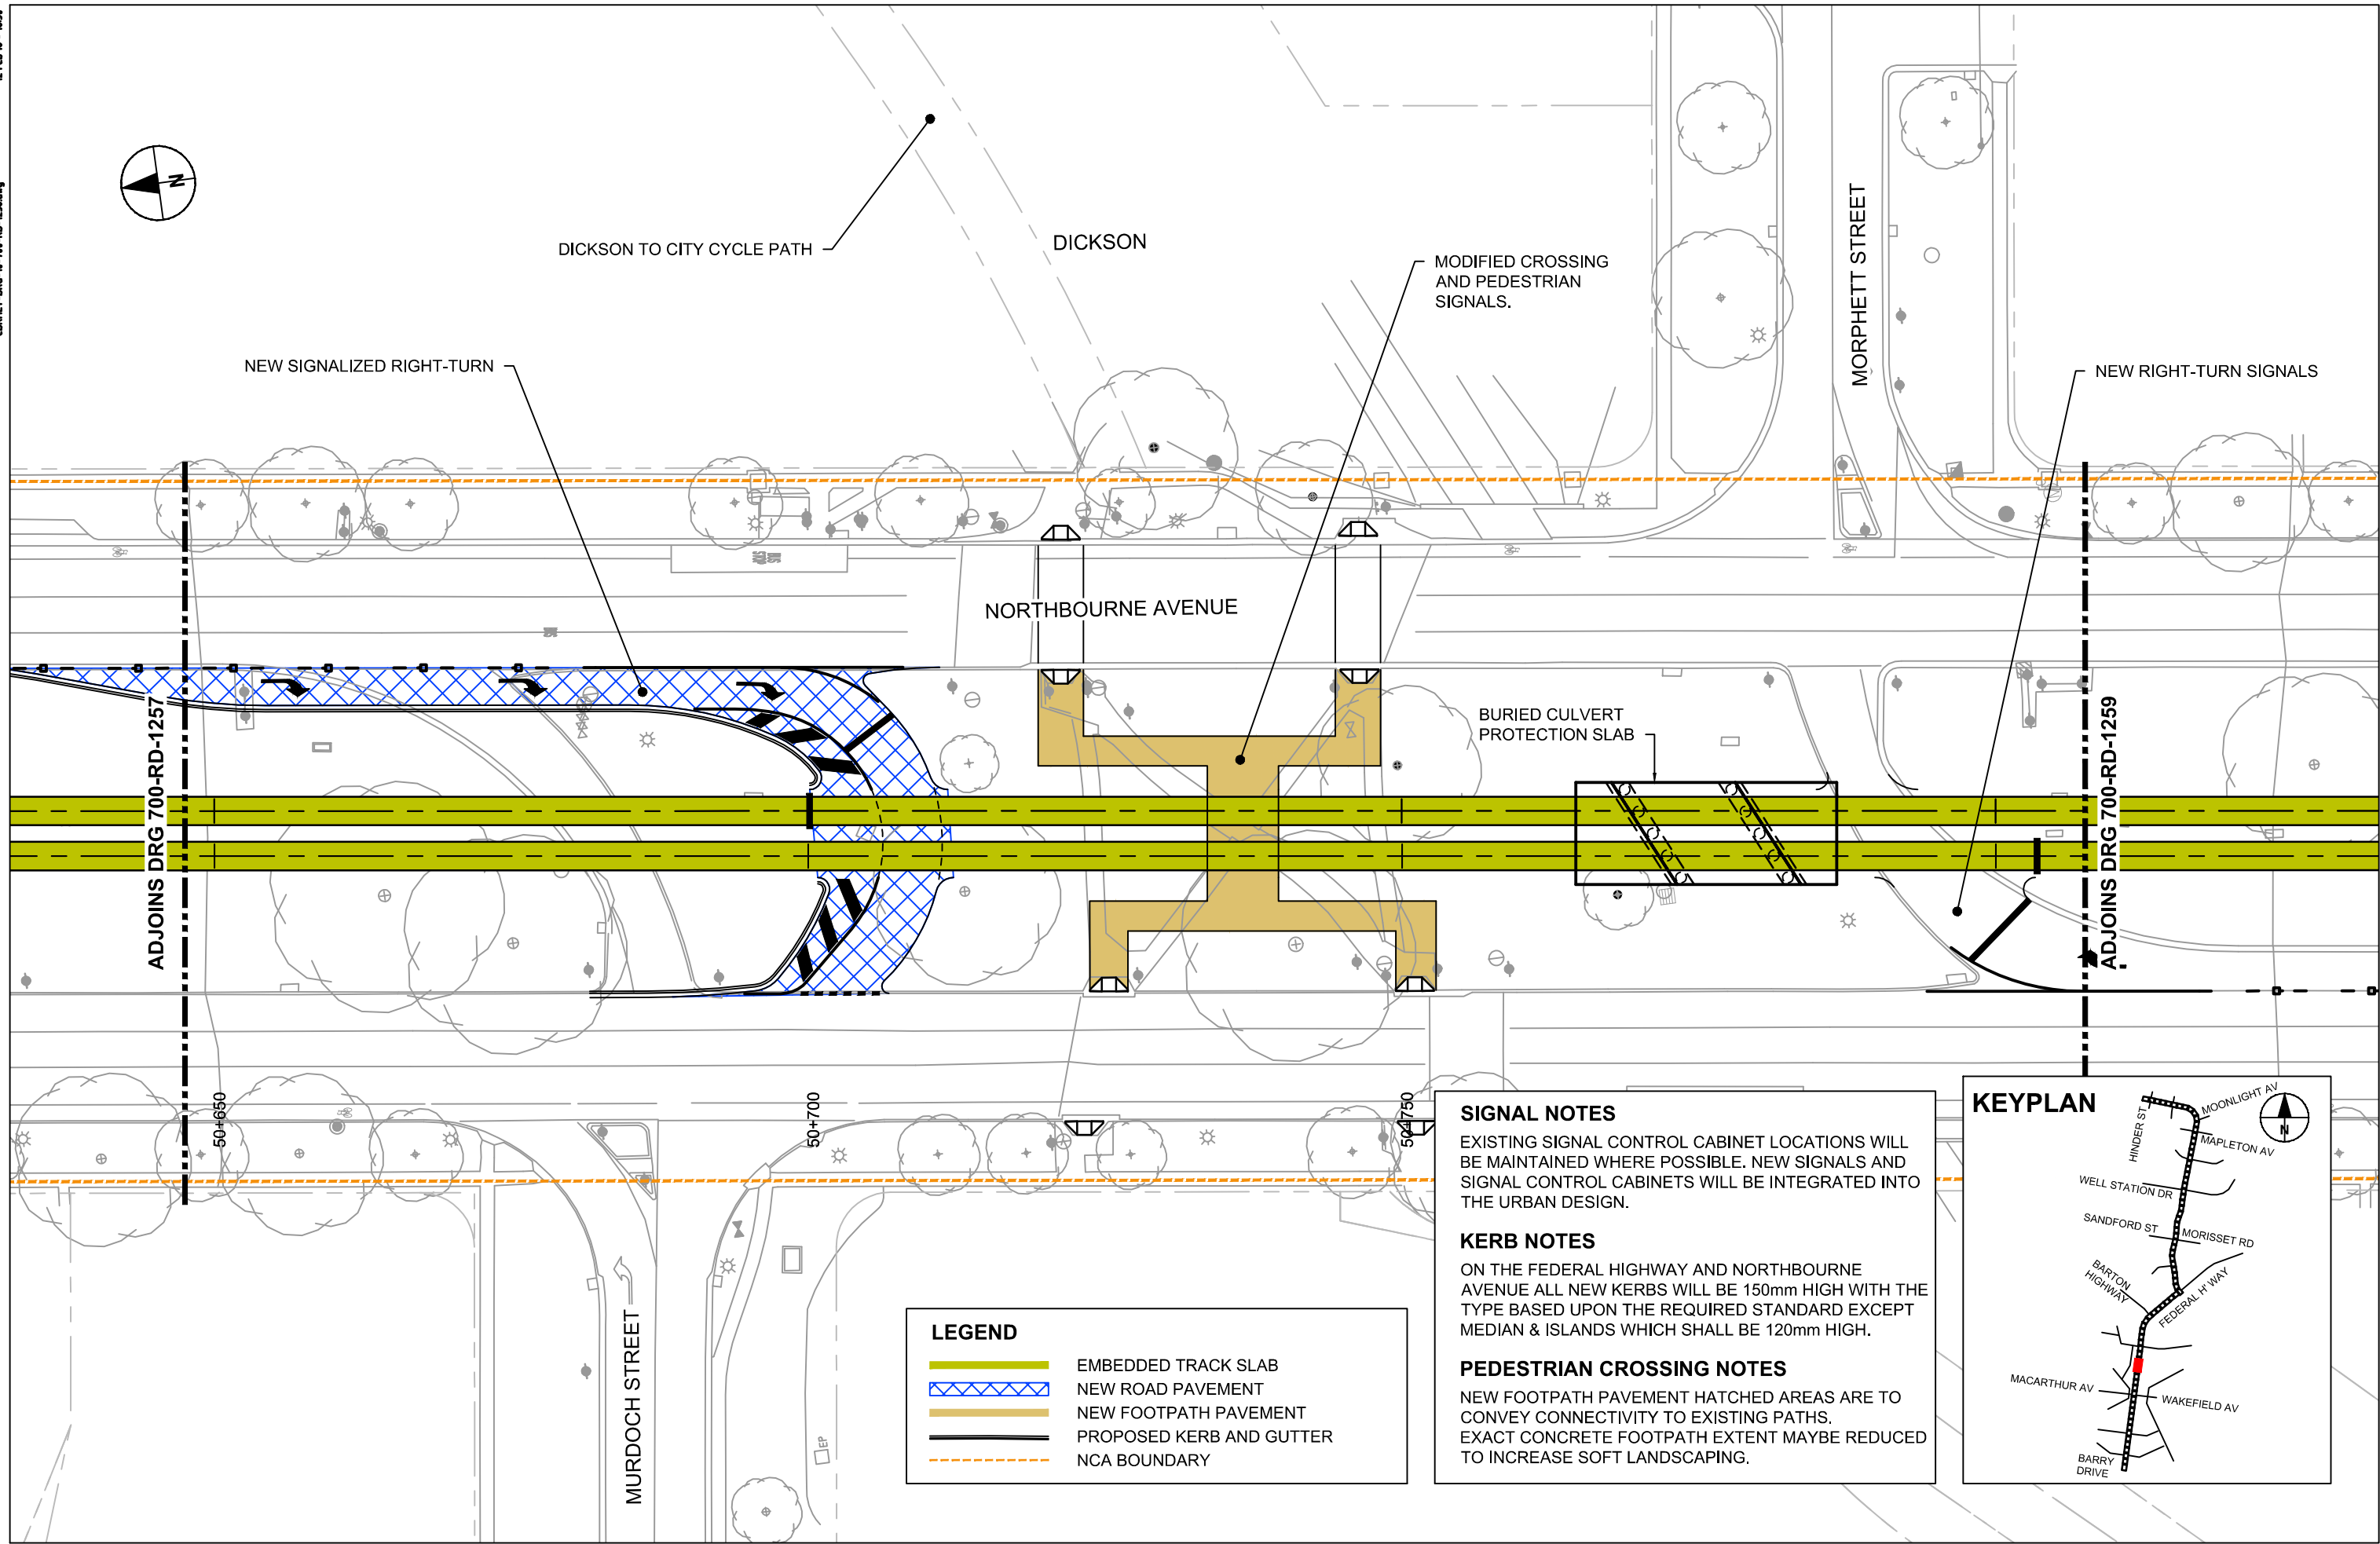 N
DICKSON TO CITY CYCLE PATH
DICKSON
MODIFIED CROSSING
AND PEDESTRIAN
SIGNALS.
MORPHETT STREET
NEW SIGNALIZED RIGHT-TURN
NEW RIGHT-TURN SIGNALS
NORTHBOURNE AVENUE
ADJOINS DRG 700-RD-1257
BURIED CULVERT
PROTECTION SLAB
ADJOINS DRG 700-RD-1259
50+650
50+700
50+750
MURDOCH STREET
EP
LEGEND
EMBEDDED TRACK SLAB
NEW ROAD PAVEMENT
NEW FOOTPATH PAVEMENT
PROPOSED KERB AND GUTTER
NCA BOUNDARY
SIGNAL NOTES
EXISTING SIGNAL CONTROL CABINET LOCATIONS WILL
BE MAINTAINED WHERE POSSIBLE. NEW SIGNALS AND
SIGNAL CONTROL CABINETS WILL BE INTEGRATED INTO
THE URBAN DESIGN.
KERB NOTES
ON THE FEDERAL HIGHWAY AND NORTHBOURNE
AVENUE ALL NEW KERBS WILL BE 150mm HIGH WITH THE
TYPE BASED UPON THE REQUIRED STANDARD EXCEPT
MEDIAN & ISLANDS WHICH SHALL BE 120mm HIGH.
PEDESTRIAN CROSSING NOTES
NEW FOOTPATH PAVEMENT HATCHED AREAS ARE TO
CONVEY CONNECTIVITY TO EXISTING PATHS.
EXACT CONCRETE FOOTPATH EXTENT MAYBE REDUCED
TO INCREASE SOFT LANDSCAPING.
KEYPLAN
N
MOONLIGHT AV
HINDER ST
MAPLETON AV
WELL STATION DR
SANDFORD ST
MORISSET RD
BARTON
HIGHWAY
FEDERAL H' WAY
MACARTHUR AV
WAKEFIELD AV
BARRY
DRIVE